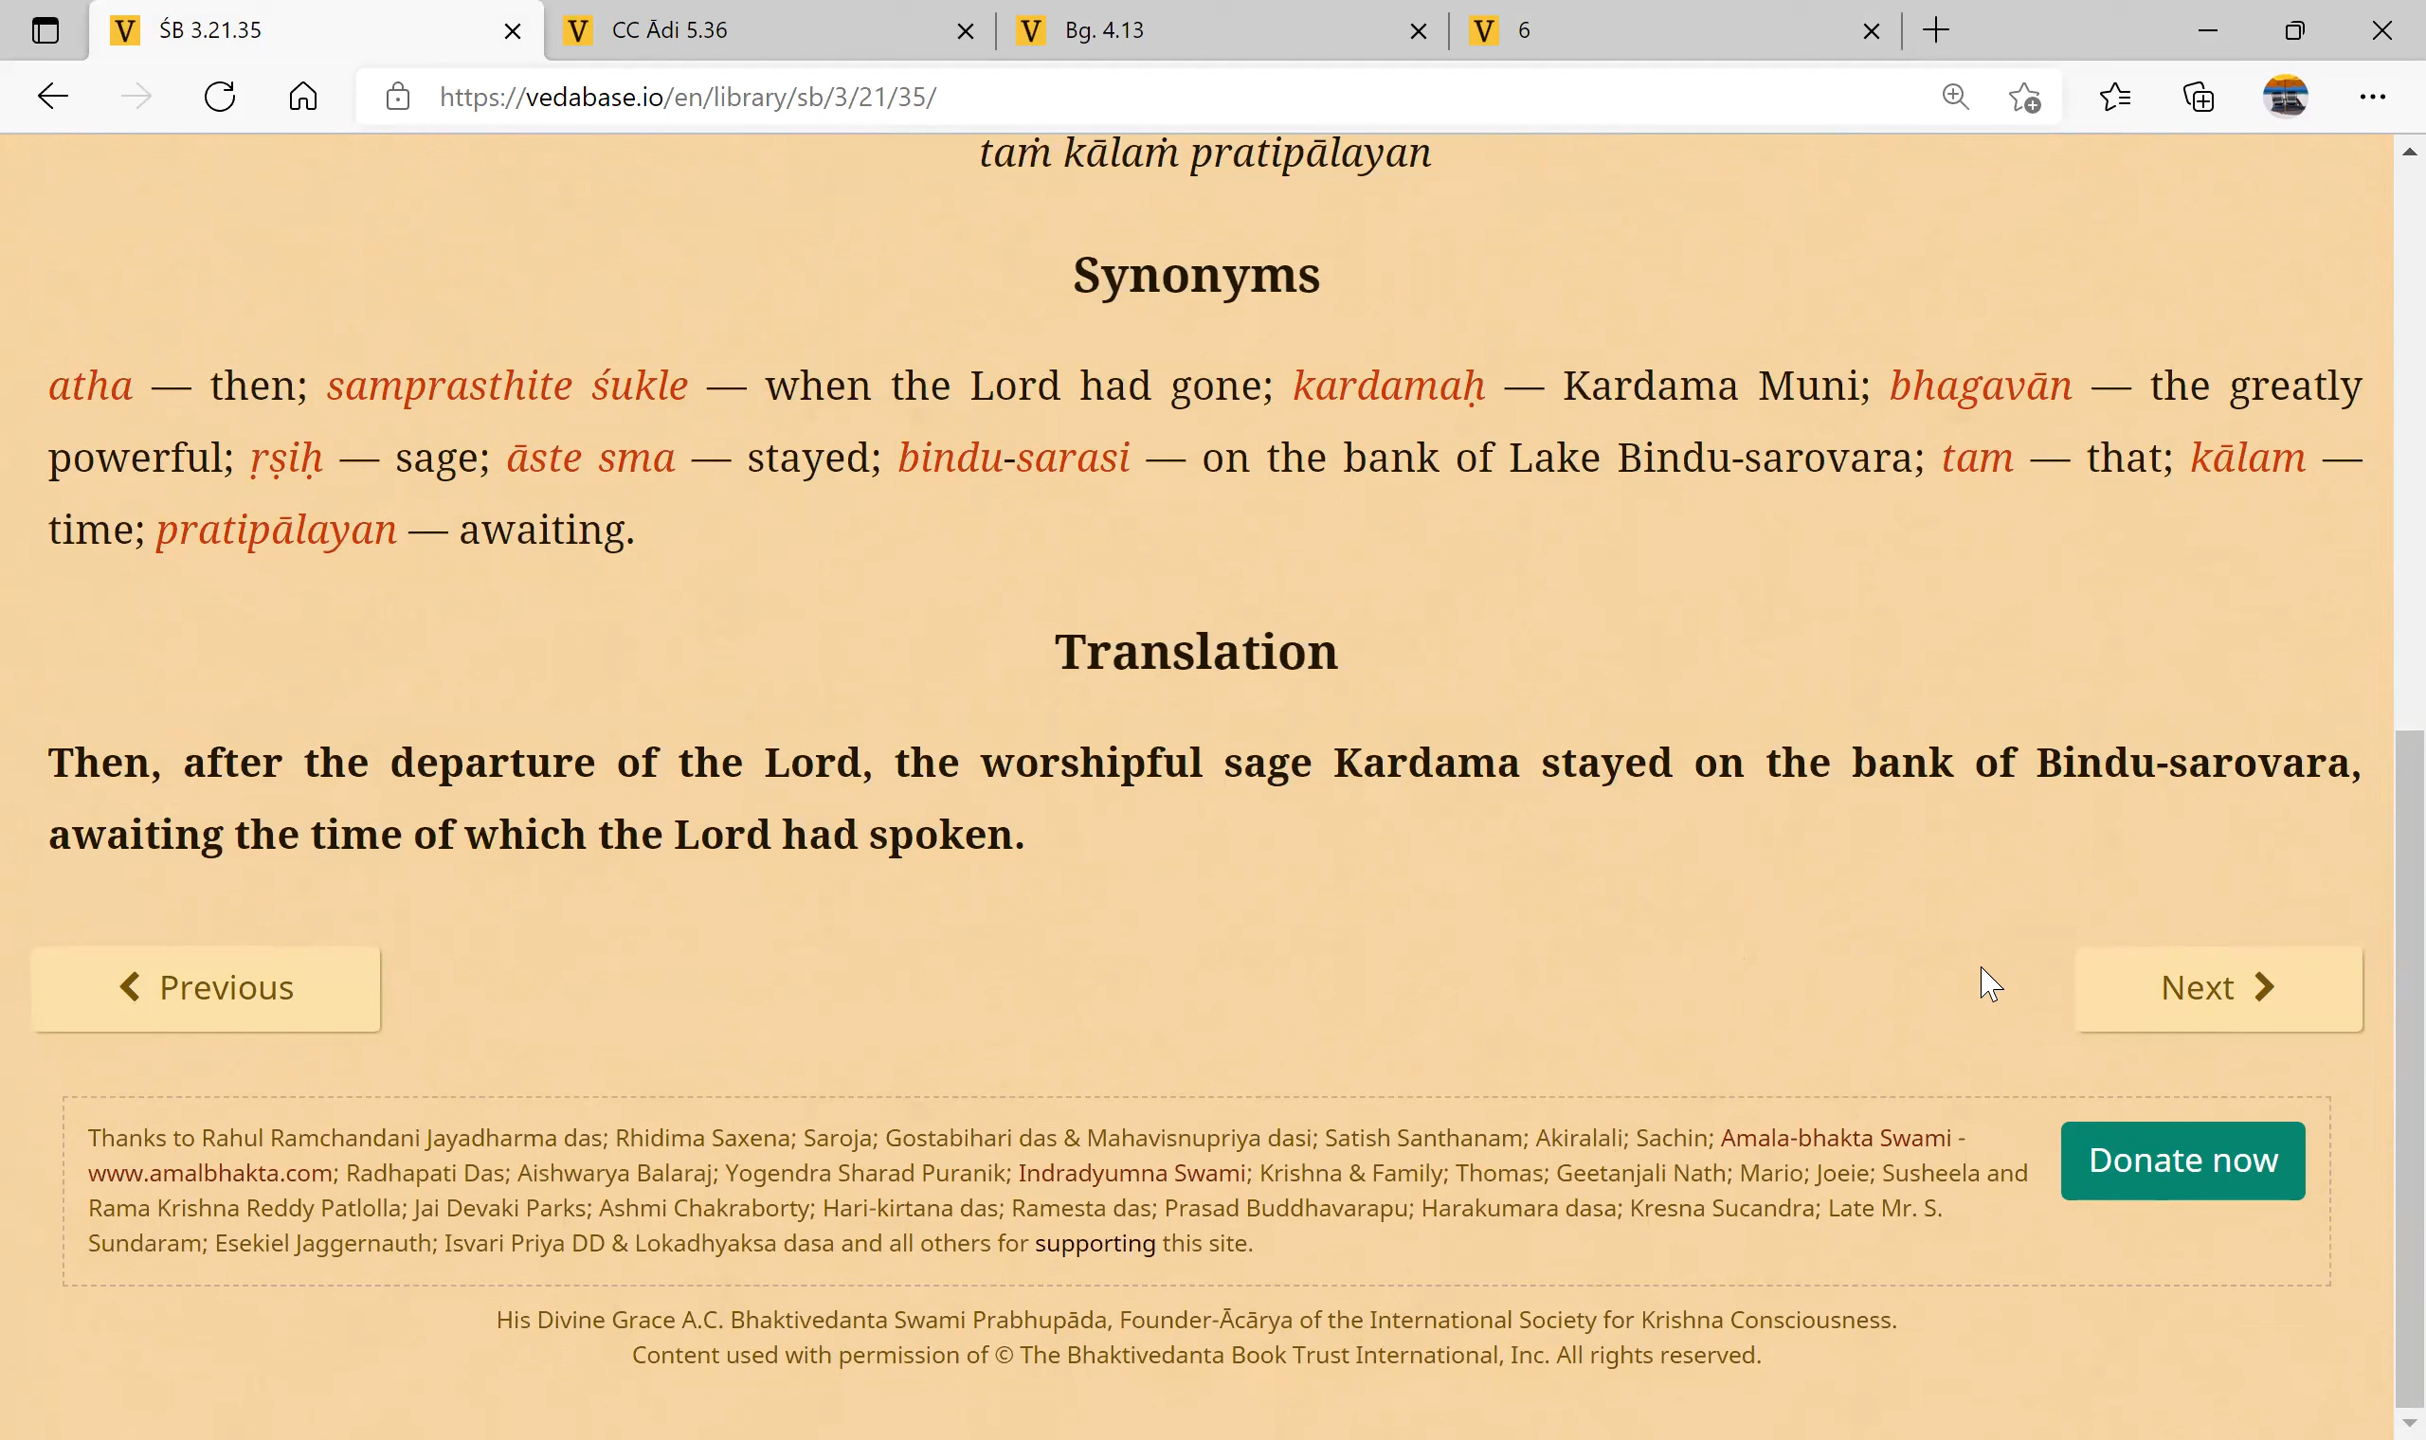 ŚB 3.21.35
CC Ādi 5.36
Bg. 4.13
6
https://vedabase.io/en/library/sb/3/21/35/
taṁ kālaṁ pratipālayan
Synonyms
atha — then; samprasthite śukle — when the Lord had gone; kardamaḥ — Kardama Muni; bhagavān — the greatly
powerful; ṛṣiḥ — sage; āste sma — stayed; bindu-sarasi — on the bank of Lake Bindu-sarovara; tam — that; kālam —
time; pratipālayan — awaiting.
Translation
Then, after the departure of the Lord, the worshipful sage Kardama stayed on the bank of Bindu-sarovara,
awaiting the time of which the Lord had spoken.
Previous
Next
Thanks to Rahul Ramchandani Jayadharma das; Rhidima Saxena; Saroja; Gostabihari das & Mahavisnupriya dasi; Satish Santhanam; Akiralali; Sachin; Amala-bhakta Swami -
www.amalbhakta.com; Radhapati Das; Aishwarya Balaraj; Yogendra Sharad Puranik; Indradyumna Swami; Krishna & Family; Thomas; Geetanjali Nath; Mario; Joeie; Susheela and
Rama Krishna Reddy Patlolla; Jai Devaki Parks; Ashmi Chakraborty; Hari-kirtana das; Ramesta das; Prasad Buddhavarapu; Harakumara dasa; Kresna Sucandra; Late Mr. S.
Sundaram; Esekiel Jaggernauth; Isvari Priya DD & Lokadhyaksa dasa and all others for supporting this site.
Donate now
His Divine Grace A.C. Bhaktivedanta Swami Prabhupāda, Founder-Ācārya of the International Society for Krishna Consciousness.
Content used with permission of © The Bhaktivedanta Book Trust International, Inc. All rights reserved.